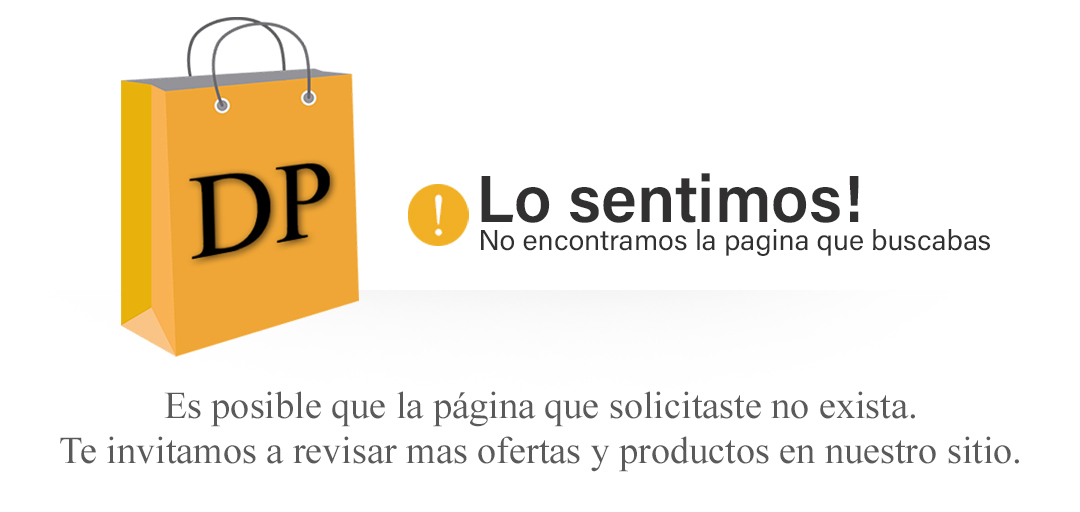 DP
!
Lo sentimos!
No encontramos la pagina que buscabas
Es posible que la página que solicitaste no exista.
Te invitamos a revisar mas ofertas y productos en nuestro sitio.